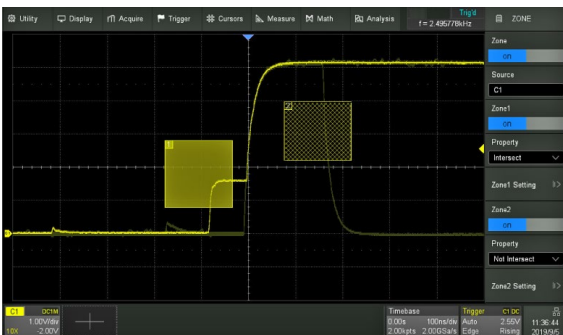 Utility Display Acquire Trigger Cursors Measure Math Analysis
Trig'd
f = 2.495778kHz
ZONE
Zone
on
Source
C1
Zone1
on
Property
Intersect
Zone1 Setting
Zone2
on
Property
Not Intersect
Zone2 Setting
C1 DC1M
1.00V/div
10X -2.00V
Timebase
0.00s 100ns/div
2.00kpts 2.00GSa/s
Trigger C1 DC
Auto 2.55V
Edge Rising
11:36:44
2019/9/5